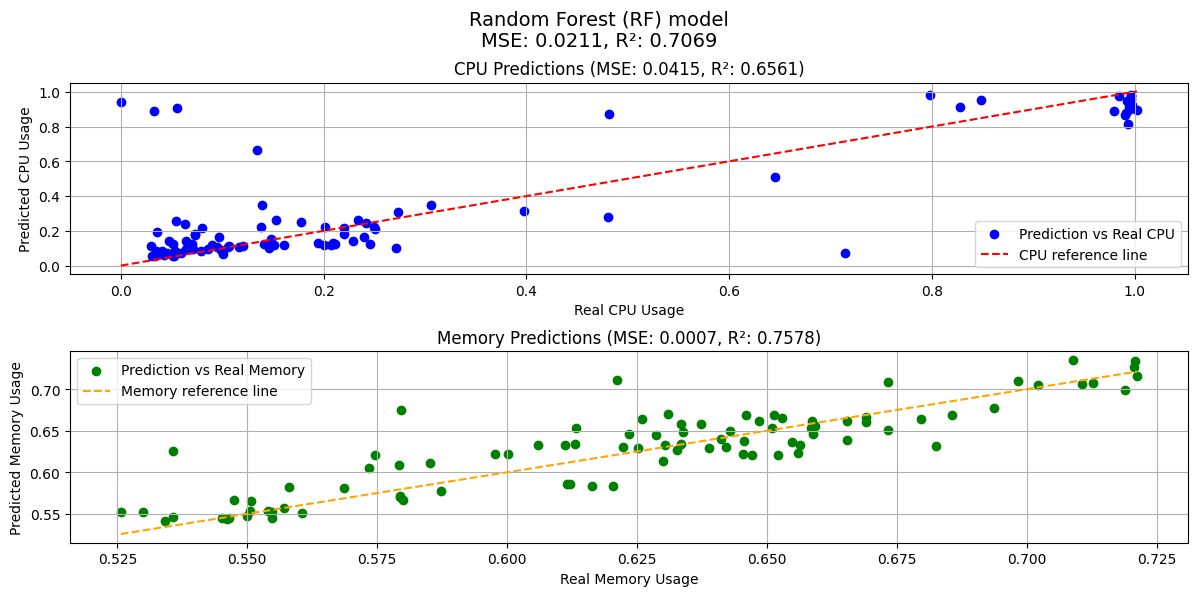 Random Forest (RF) model
MSE: 0.0211, R²: 0.7069
CPU Predictions (MSE: 0.0415, R²: 0.6561)
Predicted CPU Usage
1.0
0.8
0.6
0.4
0.2
0.0
Prediction vs Real CPU
CPU reference line
0.0 0.2 0.4 0.6 0.8 1.0
Real CPU Usage
Memory Predictions (MSE: 0.0007, R²: 0.7578)
Predicted Memory Usage
Prediction vs Real Memory
Memory reference line
0.70
0.65
0.60
0.55
0.525 0.550 0.575 0.600 0.625 0.650 0.675 0.700 0.725
Real Memory Usage